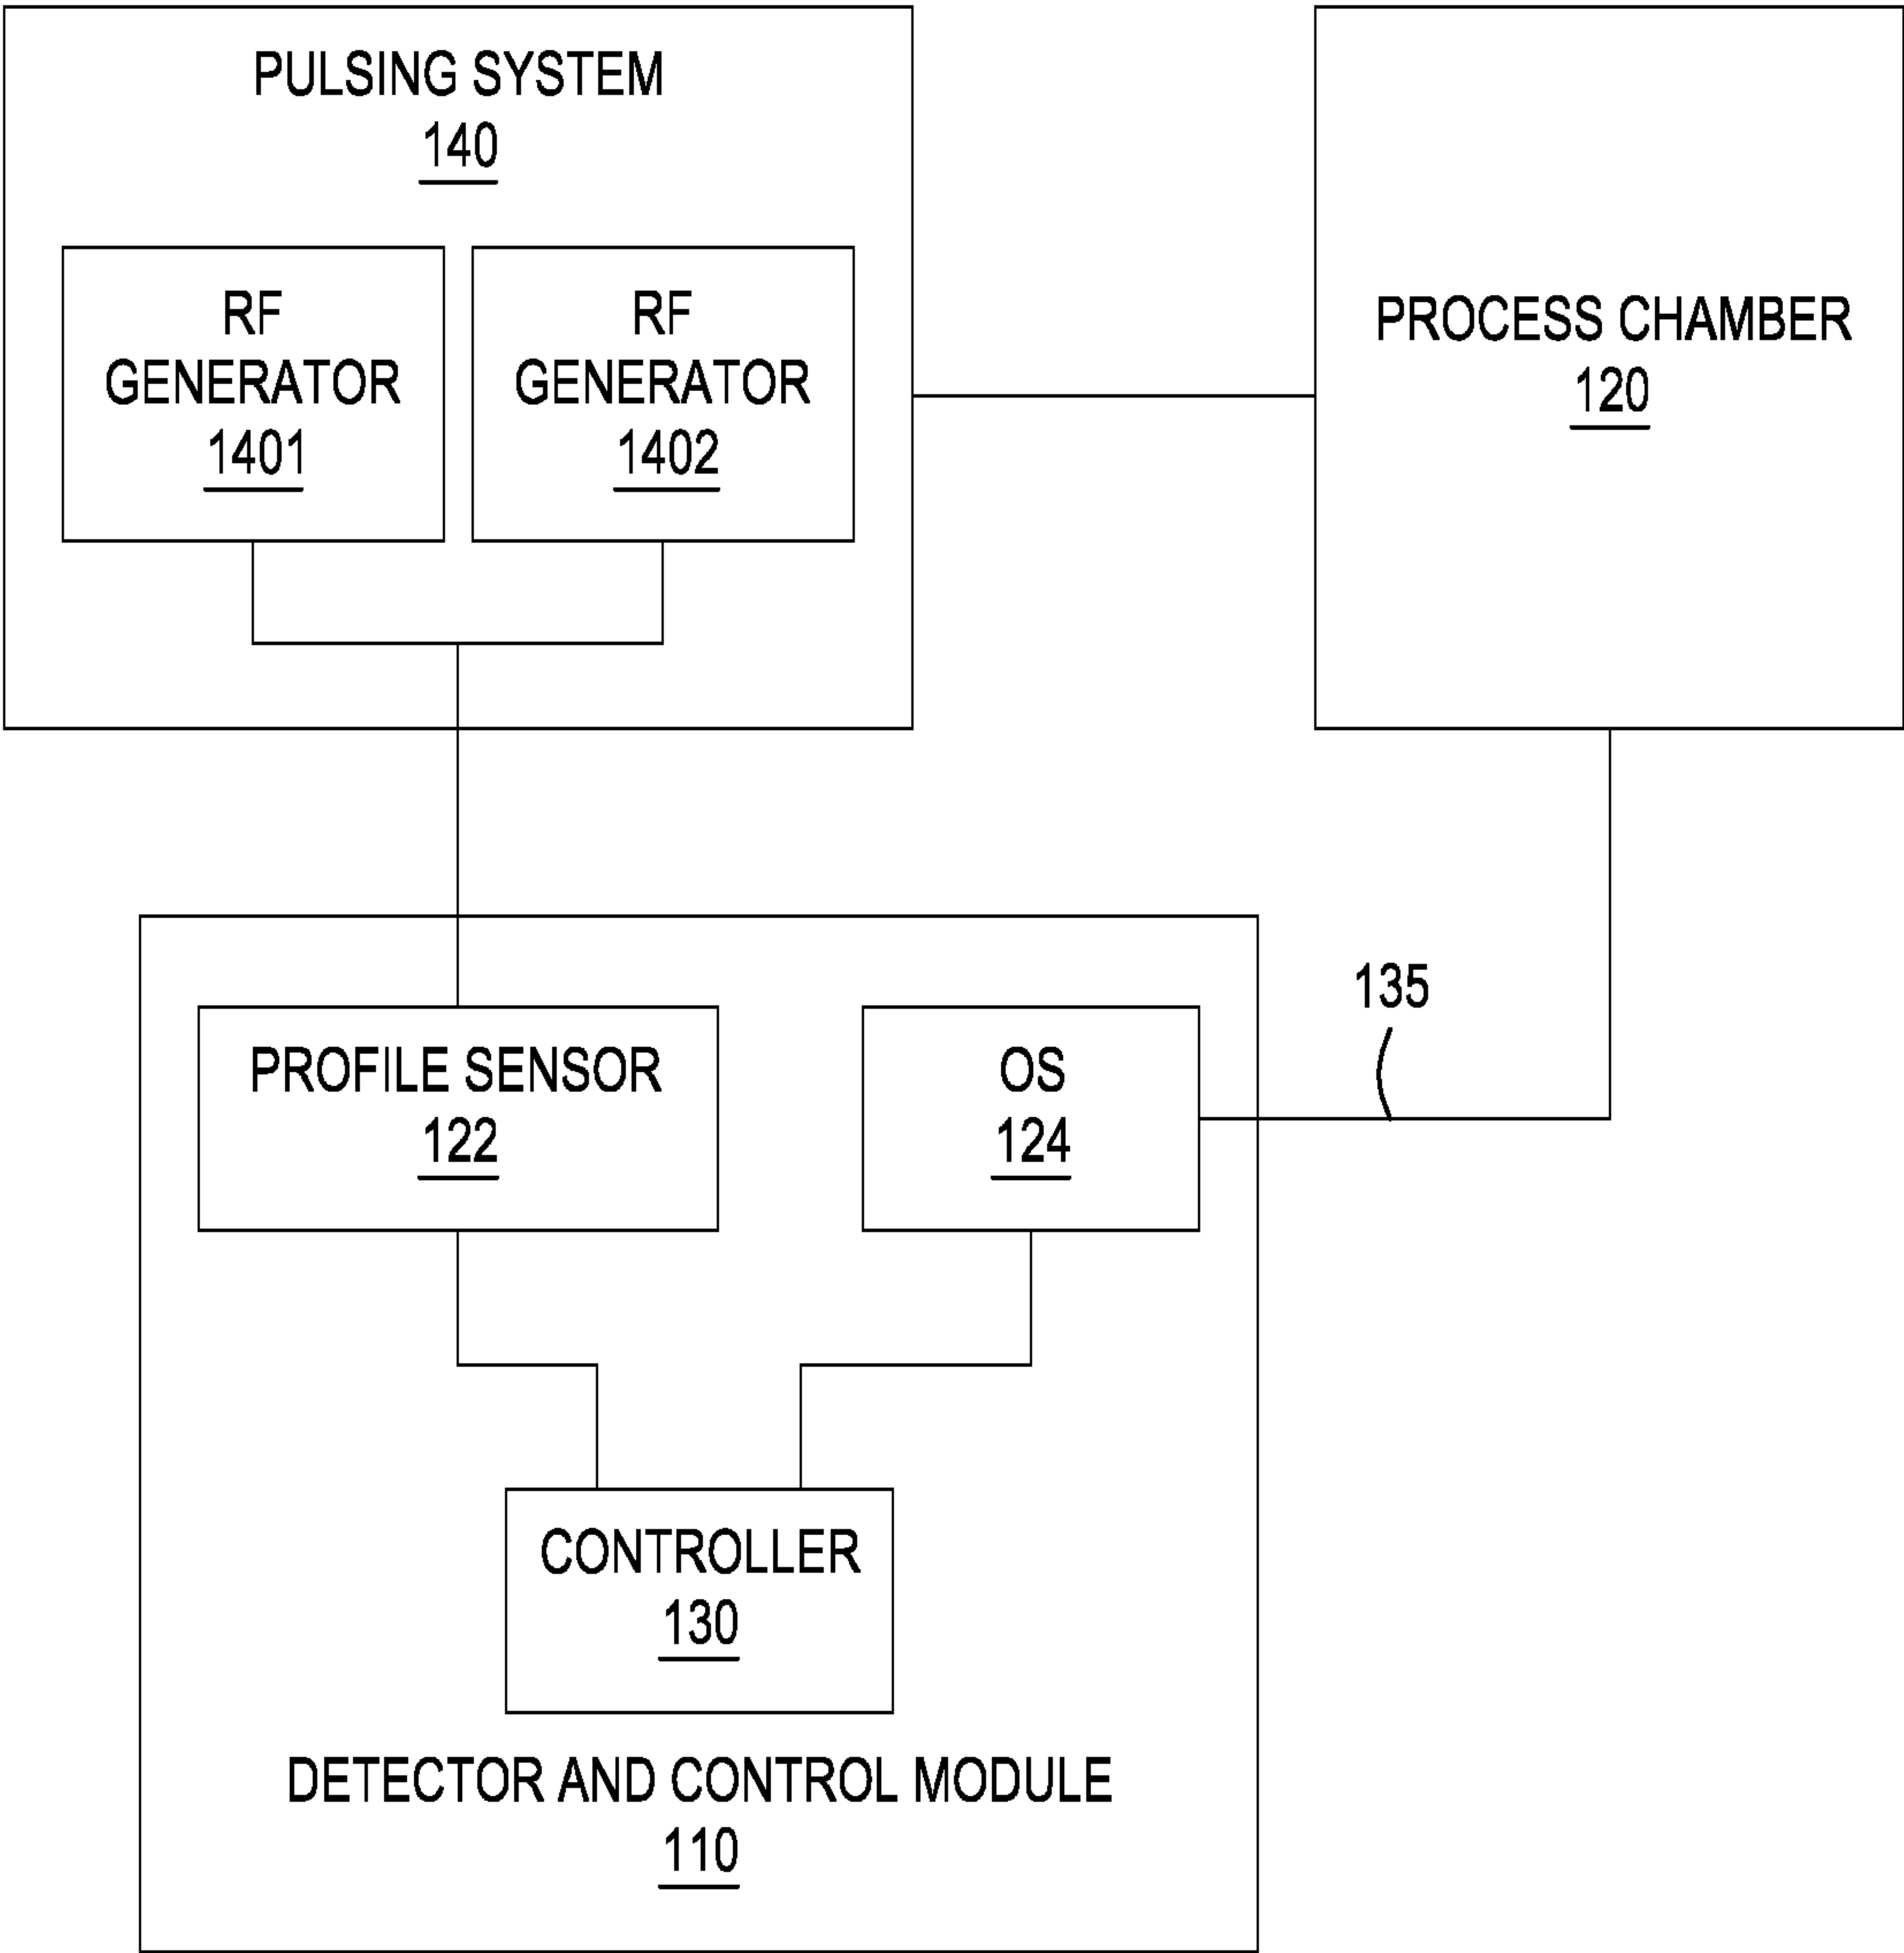 PULSING SYSTEM
140
RF
GENERATOR
1401
RF
GENERATOR
1402
PROCESS CHAMBER
120
135
PROFILE SENSOR
122
OS
124
CONTROLLER
130
DETECTOR AND CONTROL MODULE
110